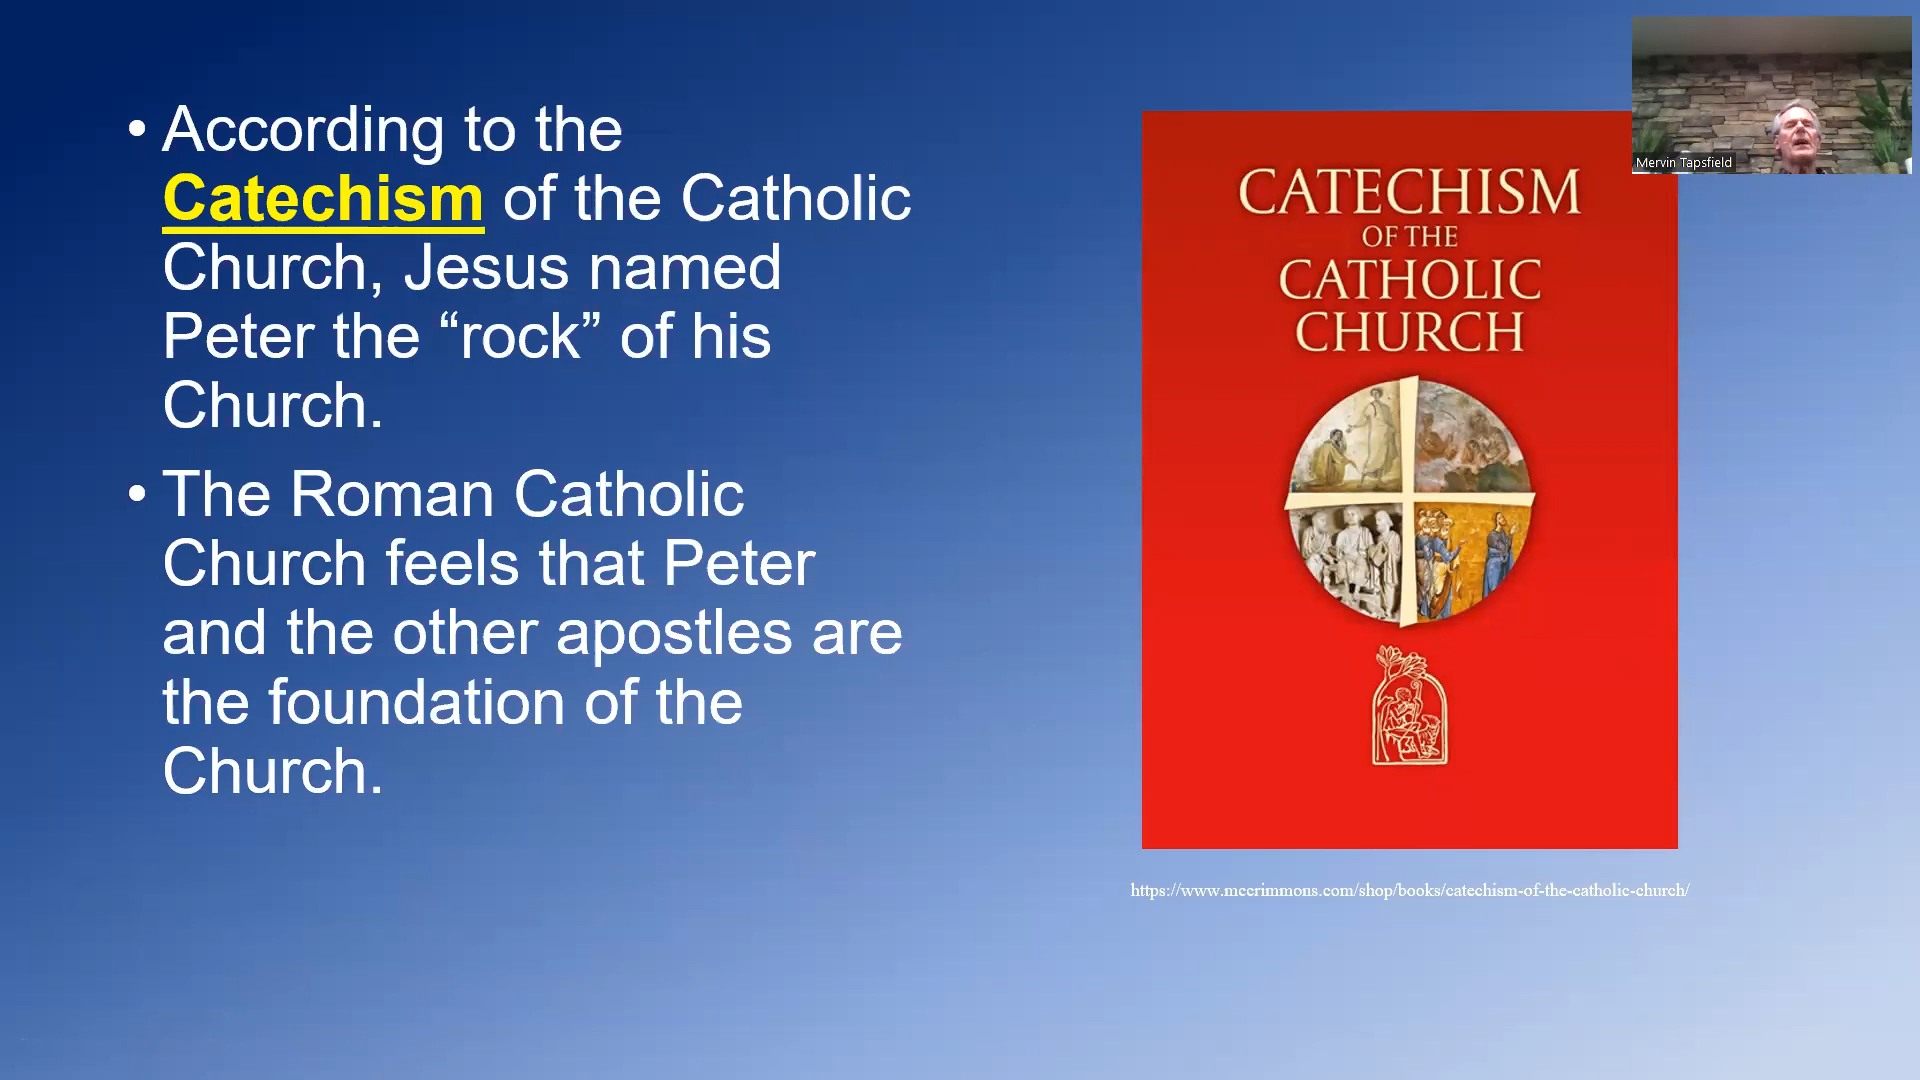 • According to the
Catechism of the Catholic
Church, Jesus named
Peter the “rock” of his
Church.
• The Roman Catholic
Church feels that Peter
and the other apostles are
the foundation of the
Church.
CATECHISM
OF THE
CATHOLIC
CHURCH
https://www.mccrimmons.com/shop/books/catechism-of-the-catholic-church/
Mervin Tapsfield